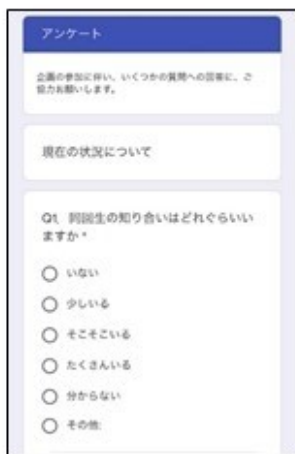 アンケート
企画の参加に伴い、いくつかの質問への回答に、ご
協力お願いします。
現在の状況について
Q1. 同回生の知り合いはどれぐらいい
ますか *
いない
少しいる
そこそこいる
たくさんいる
分からない
その他: